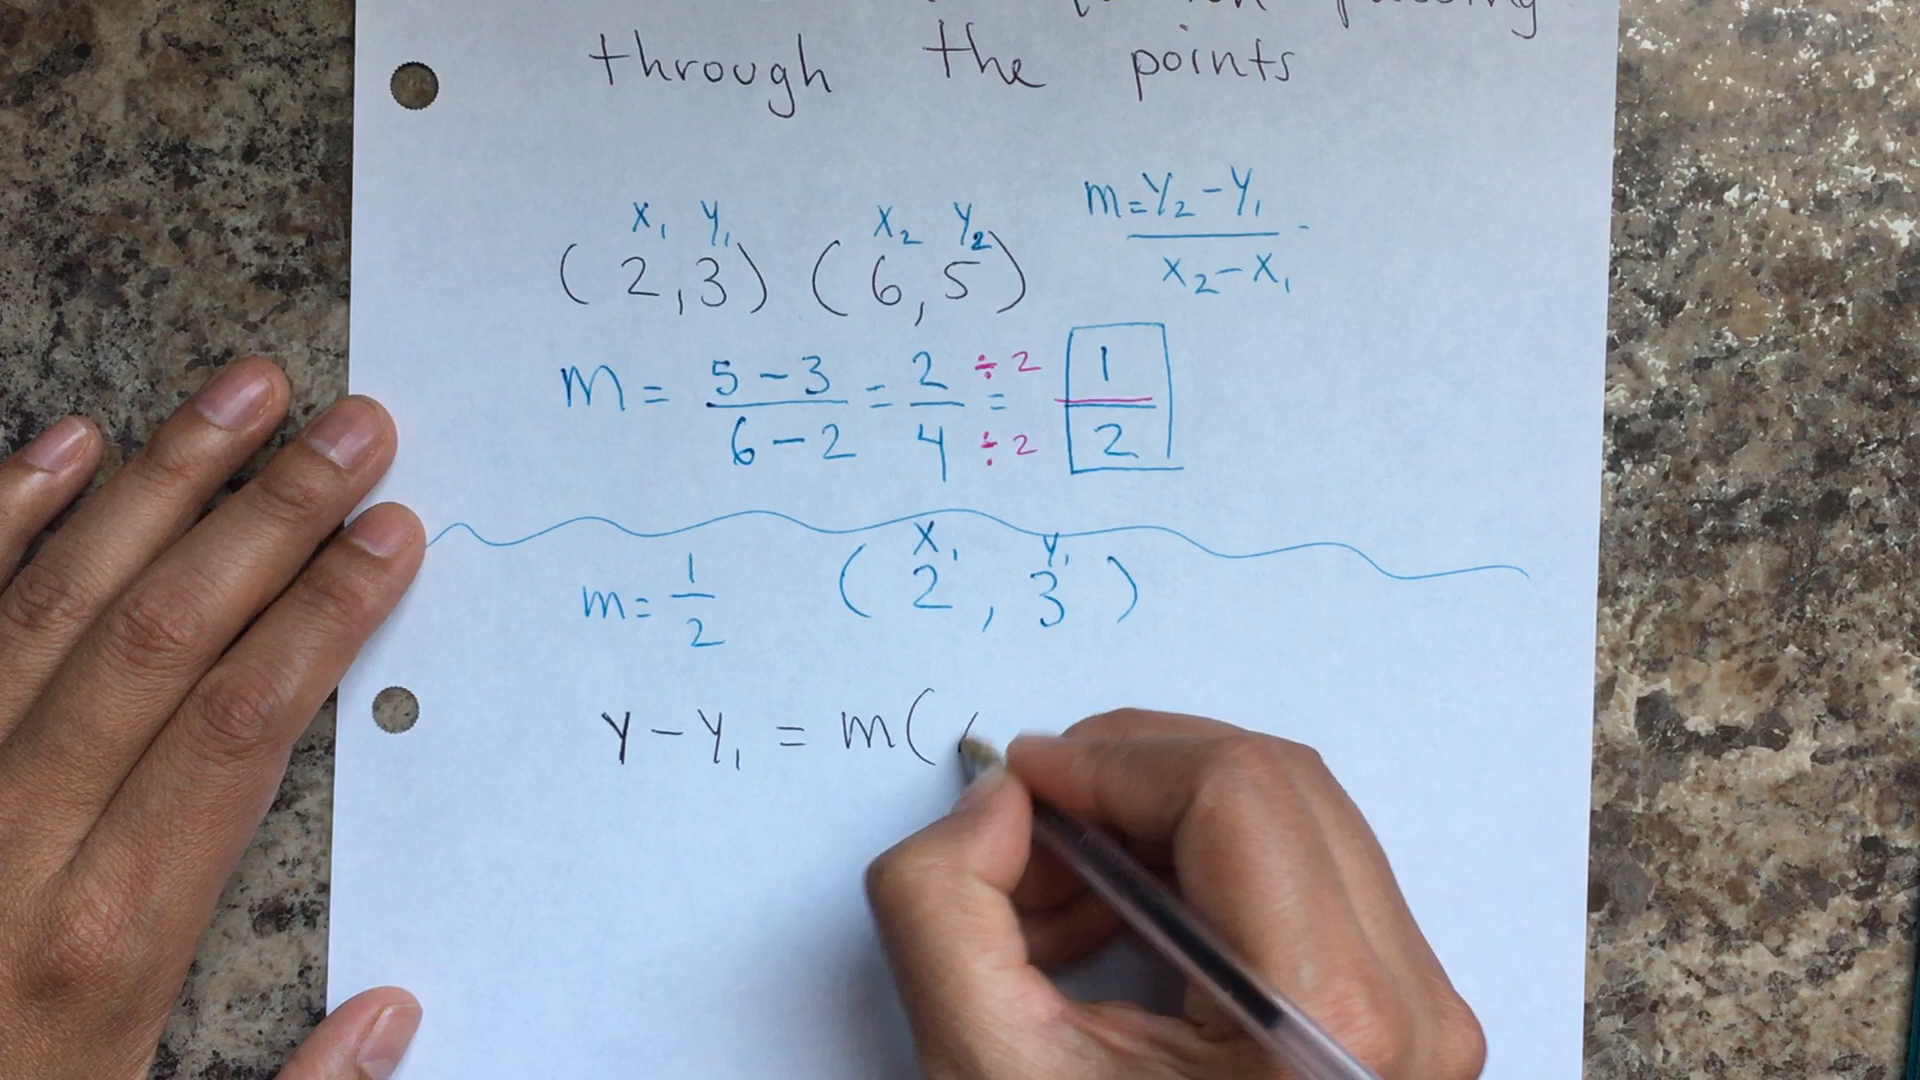 through the points
x₁ y₁ x₂ y₂
(2,3) (6,5) m=y₂-y₁
x₂-x₁
m = 5-3 = 2 ÷2 = 1
6-2 4 ÷2 2
m= 1/2 (2, 3)
x₁ y₁
y-y₁ = m(